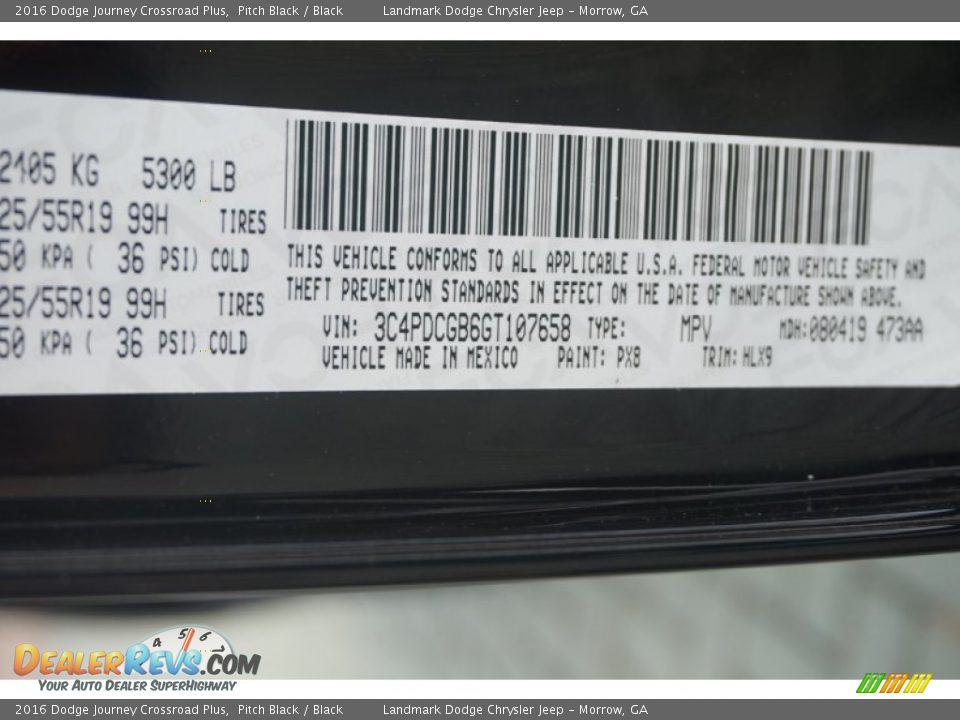 2016 Dodge Journey Crossroad Plus, Pitch Black / Black Landmark Dodge Chrysler Jeep – Morrow, GA
2405 KG 5300 LB
25/55R19 99H TIRES
50 KPA ( 36 PSI) COLD
25/55R19 99H TIRES
50 KPA ( 36 PSI) COLD
THIS VEHICLE CONFORMS TO ALL APPLICABLE U.S.A. FEDERAL MOTOR VEHICLE SAFETY AND
THEFT PREVENTION STANDARDS IN EFFECT ON THE DATE OF MANUFACTURE SHOWN ABOVE.
VIN: 3C4PDCGB6GT107658 TYPE: MPV MDH:080419 473AA
VEHICLE MADE IN MEXICO PAINT: PX8 TRIM: HLX9
4 5 6
DEALERREVS.COM
YOUR AUTO DEALER SUPERHIGHWAY
2016 Dodge Journey Crossroad Plus, Pitch Black / Black Landmark Dodge Chrysler Jeep – Morrow, GA